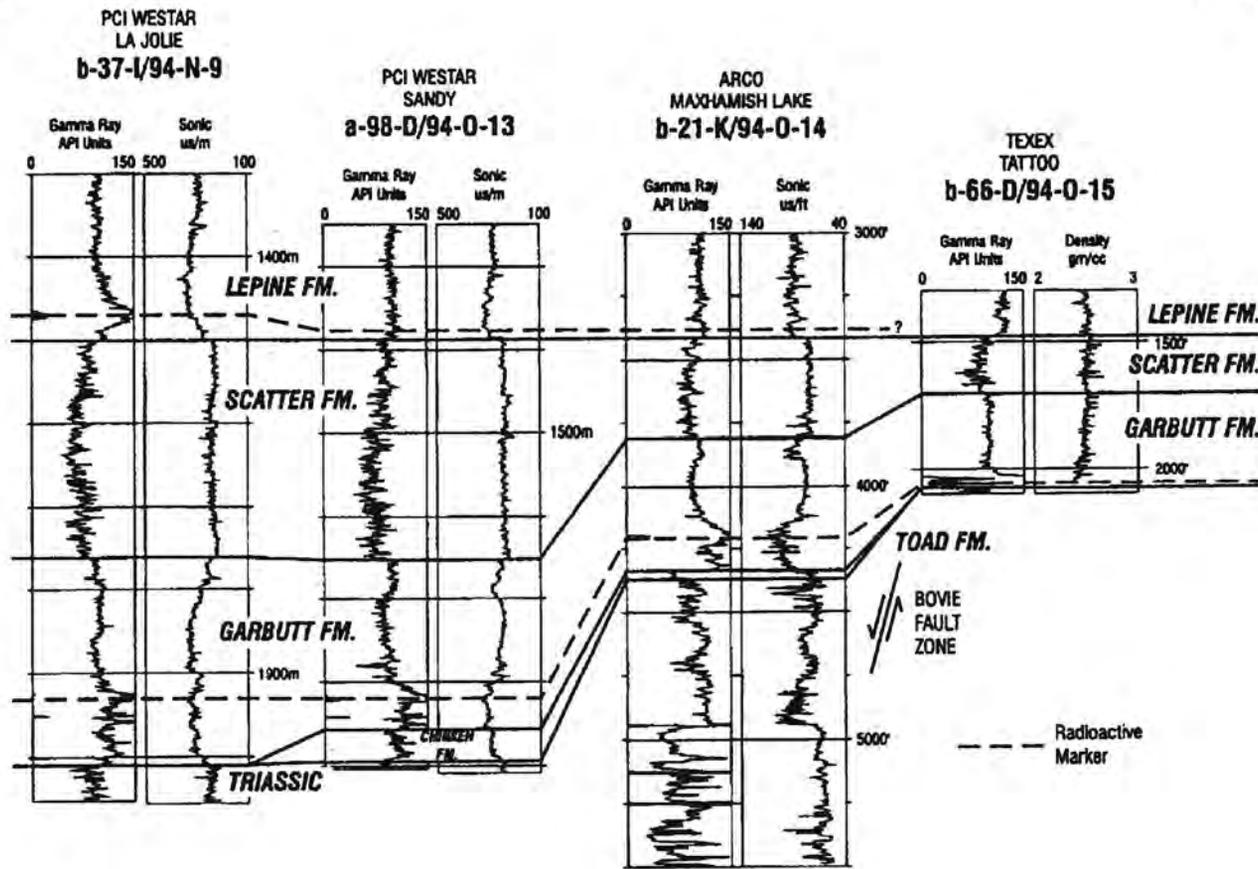 PCI WESTAR
LA JOLIE
b-37-I/94-N-9
Gamma Ray
API Units
Sonic
us/m
0
150
500
100
1400m
1900m
PCI WESTAR
SANDY
a-98-D/94-O-13
Gamma Ray
API Units
Sonic
us/m
0
150
500
100
1500m
ARCO
MAXHAMISH LAKE
b-21-K/94-O-14
Gamma Ray
API Units
Sonic
us/ft
0
150
140
40
3000'
4000'
5000'
TEXEX
TATTOO
b-66-D/94-O-15
Gamma Ray
API Units
Density
gm/cc
0
150
2
3
1500'
2000'
LEPINE FM.
SCATTER FM.
GARBUTT FM.
CHINKEH
FM.
TRIASSIC
?
LEPINE FM.
SCATTER FM.
GARBUTT FM.
TOAD FM.
BOVIE
FAULT
ZONE
Radioactive
Marker